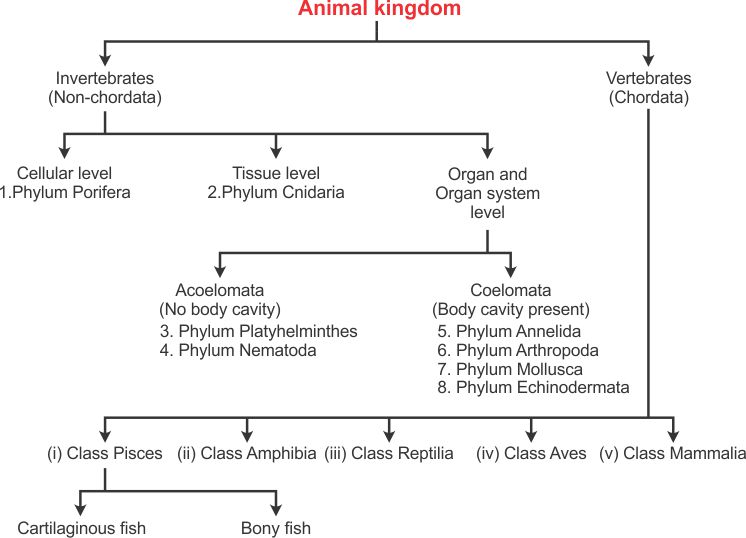 Animal kingdom
Invertebrates
(Non-chordata)
Vertebrates
(Chordata)
Cellular level
1.Phylum Porifera
Tissue level
2.Phylum Cnidaria
Organ and
Organ system
level
Acoelomata
(No body cavity)
3. Phylum Platyhelminthes
4. Phylum Nematoda
Coelomata
(Body cavity present)
5. Phylum Annelida
6. Phylum Arthropoda
7. Phylum Mollusca
8. Phylum Echinodermata
(i) Class Pisces
(ii) Class Amphibia
(iii) Class Reptilia
(iv) Class Aves
(v) Class Mammalia
Cartilaginous fish
Bony fish